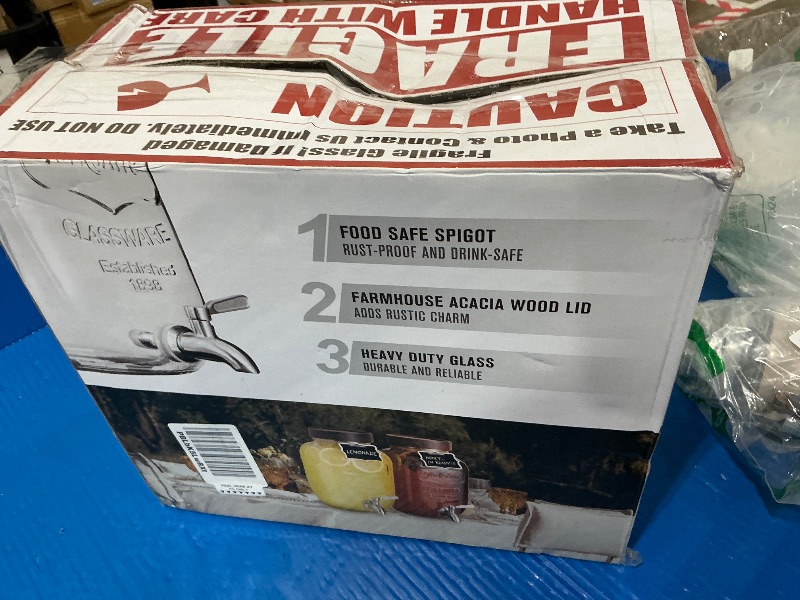 FRAGILE
HANDLE WITH CARE
CAUTION
Take a Photo & Contact Us Immediately, DO NOT USE
Fragile Glass! If Damaged
GLASSWARE
Established
1898
1 FOOD SAFE SPIGOT
RUST-PROOF AND DRINK-SAFE
2 FARMHOUSE ACACIA WOOD LID
ADDS RUSTIC CHARM
3 HEAVY DUTY GLASS
DURABLE AND RELIABLE
LEMONADE